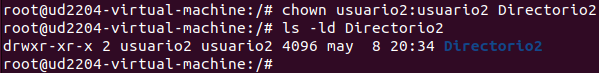 root@ud2204-virtual-machine:/# chown usuario2:usuario2 Directorio2
root@ud2204-virtual-machine:/# ls -ld Directorio2
drwxr-xr-x 2 usuario2 usuario2 4096 may  8 20:34 Directorio2
root@ud2204-virtual-machine:/#